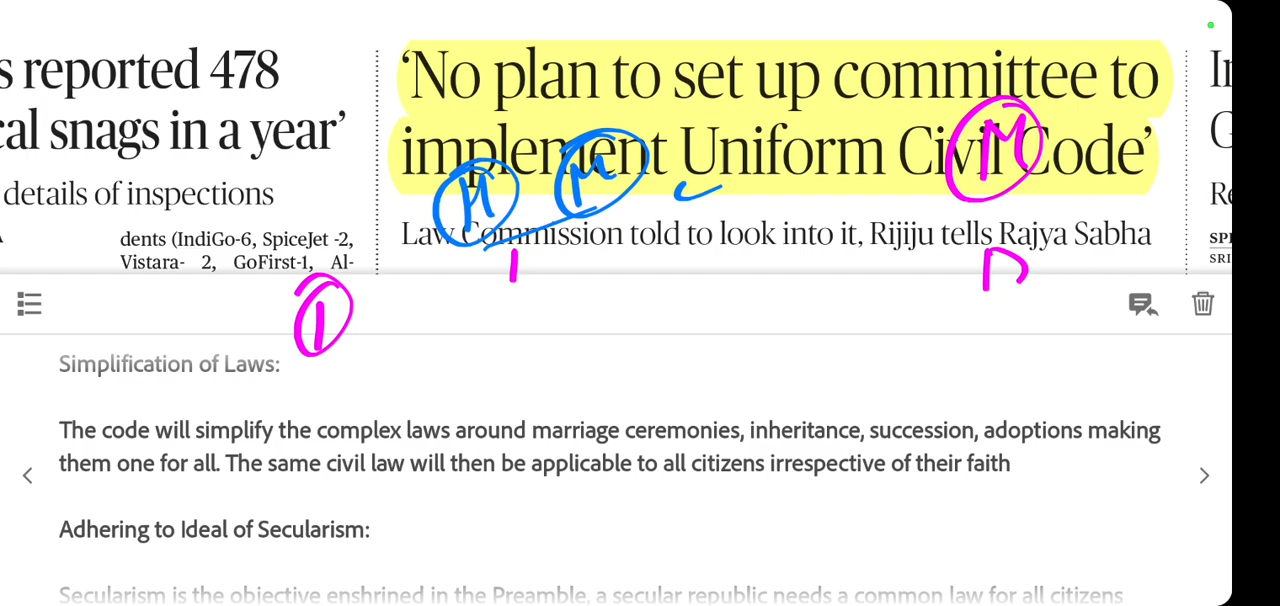 s reported 478
cal snags in a year’
details of inspections
dents (IndiGo-6, SpiceJet -2,
Vistara- 2, GoFirst-1, Al-
‘No plan to set up committee to
implement Uniform Civil Code’
Law Commission told to look into it, Rijiju tells Rajya Sabha
In
G
Re
SPI
SRI
H
M
M
D
1
Simplification of Laws:
The code will simplify the complex laws around marriage ceremonies, inheritance, succession, adoptions making
them one for all. The same civil law will then be applicable to all citizens irrespective of their faith
Adhering to Ideal of Secularism:
Secularism is the objective enshrined in the Preamble, a secular republic needs a common law for all citizens